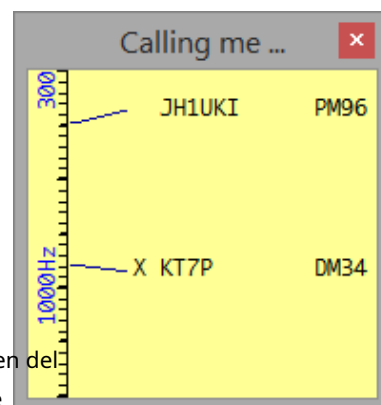 Calling me ...
300
JH1UKI PM96
X KT7P DM34
1000Hz
en del